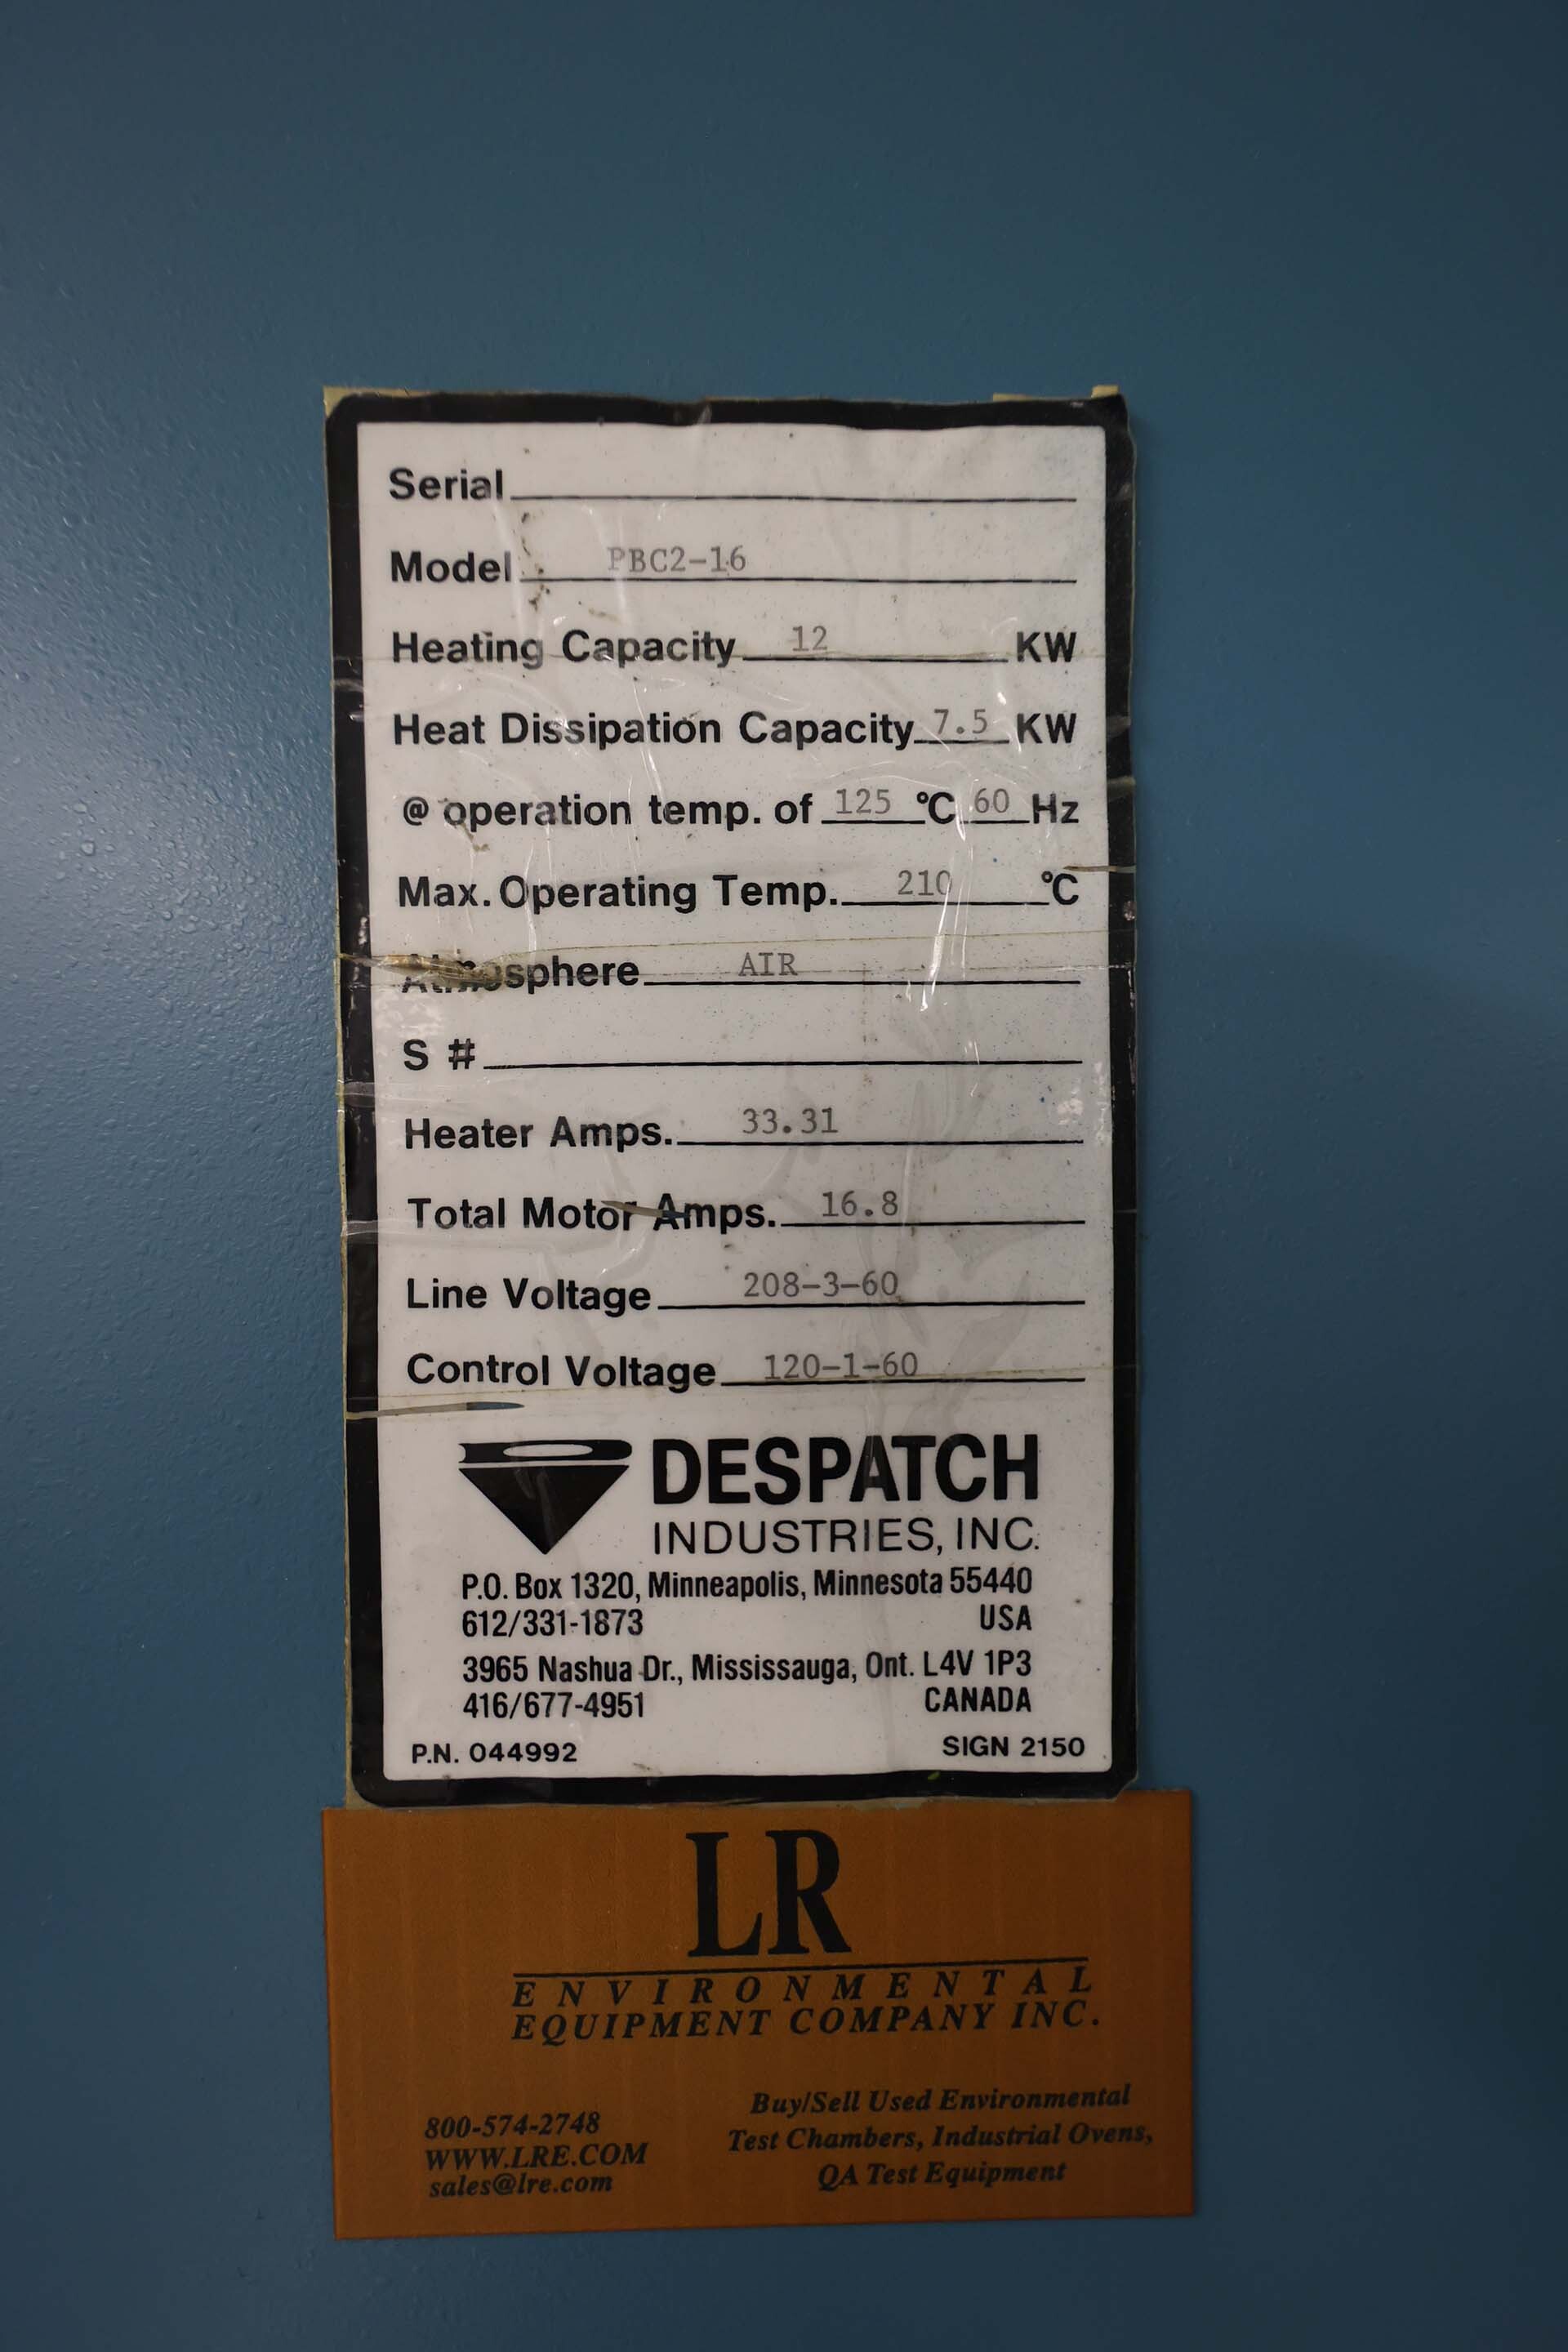 Serial
Model PBC2-16
Heating Capacity 12 KW
Heat Dissipation Capacity 7.5 KW
@ operation temp. of 125 °C 60 Hz
Max. Operating Temp. 210 °C
Atmosphere AIR
S #
Heater Amps. 33.31
Total Motor Amps. 16.8
Line Voltage 208-3-60
Control Voltage 120-1-60
DESPATCH
INDUSTRIES, INC.
P.O. Box 1320, Minneapolis, Minnesota 55440
612/331-1873 USA
3965 Nashua Dr., Mississauga, Ont. L4V 1P3
416/677-4951 CANADA
P.N. 044992 SIGN 2150
LR
ENVIRONMENTAL
EQUIPMENT COMPANY INC.
800-574-2748
WWW.LRE.COM
sales@lre.com
Buy/Sell Used Environmental
Test Chambers, Industrial Ovens,
QA Test Equipment